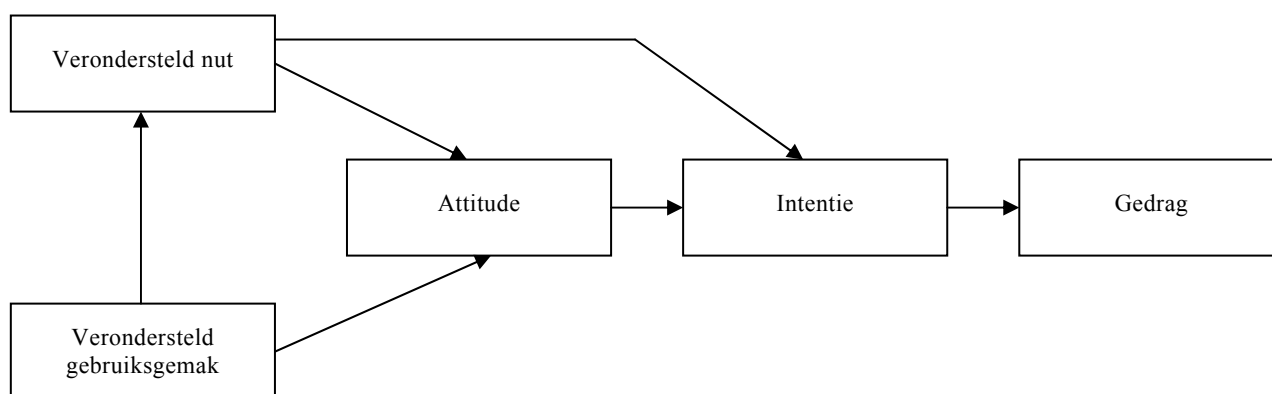 Verondersteld nut
Attitude
Intentie
Gedrag
Verondersteld
gebruiksgemak